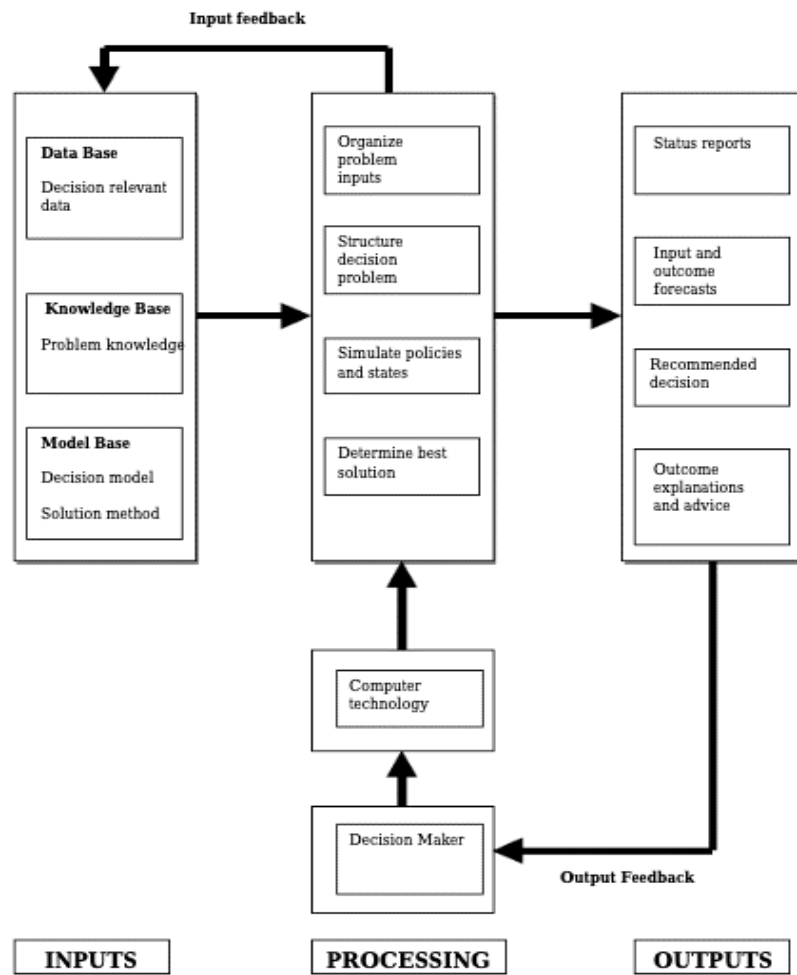 Input feedback
Data Base
Decision relevant
data
Knowledge Base
Problem knowledge
Model Base
Decision model
Solution method
Organize
problem
inputs
Structure
decision
problem
Simulate policies
and states
Determine best
solution
Status reports
Input and
outcome
forecasts
Recommended
decision
Outcome
explanations
and advice
Computer
technology
Decision Maker
Output Feedback
INPUTS
PROCESSING
OUTPUTS